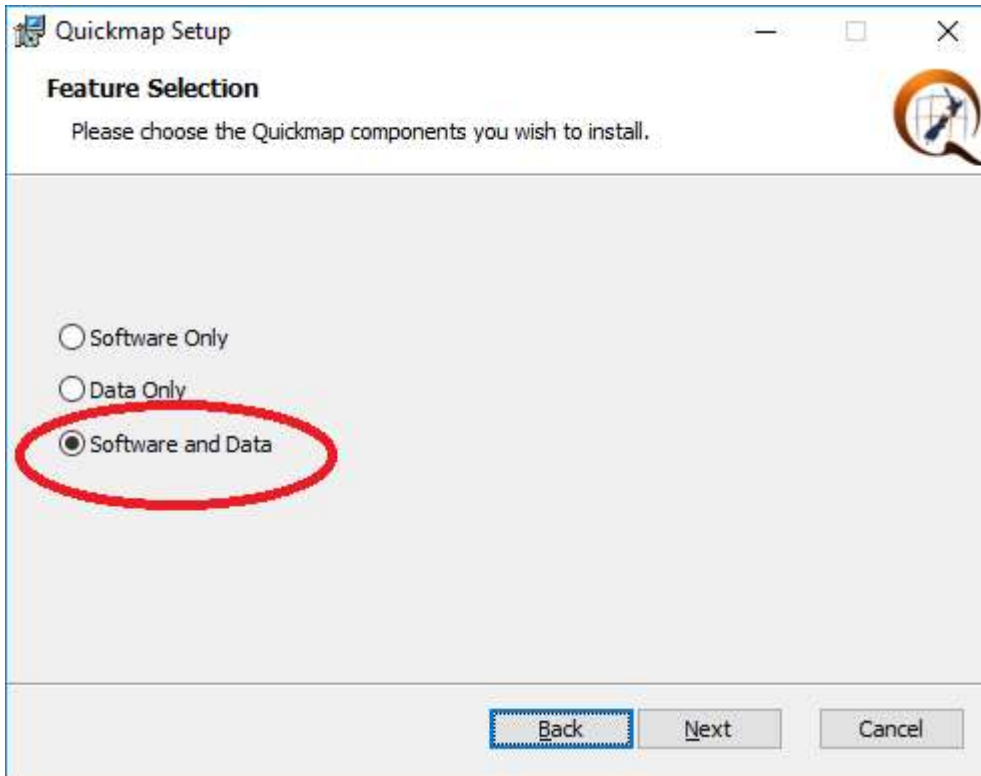 Quickmap Setup
Feature Selection
Please choose the Quickmap components you wish to install.
Software Only
Data Only
Software and Data
Back Next Cancel